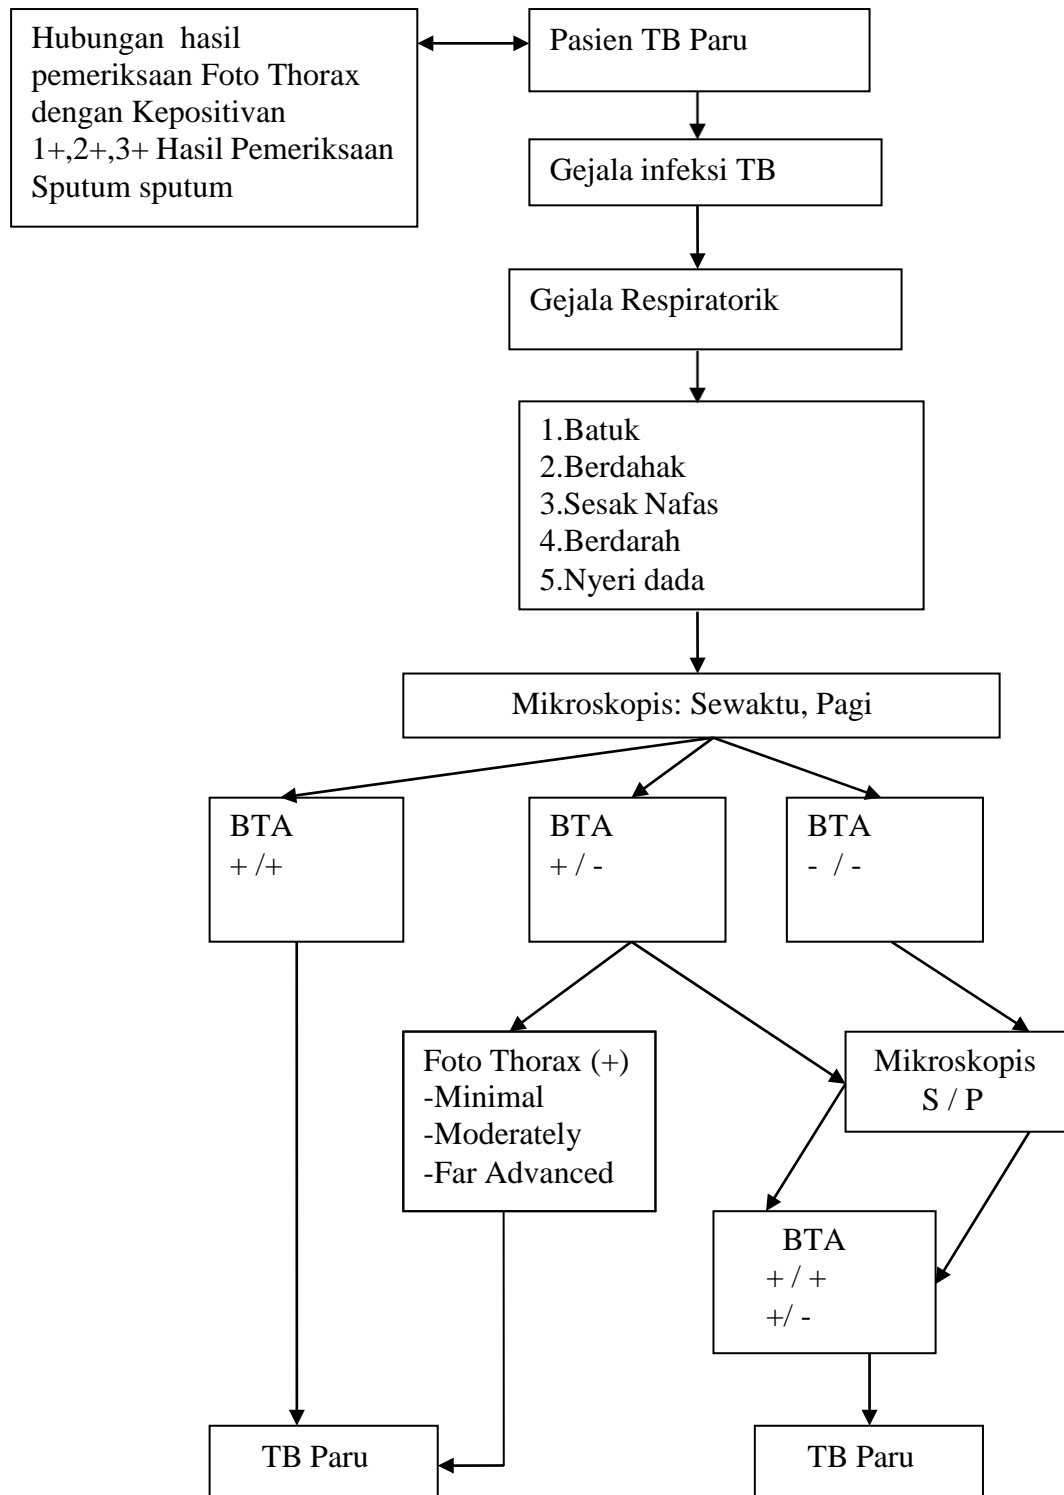 Hubungan hasil
pemeriksaan Foto Thorax
dengan Kepositivan
1+,2+,3+ Hasil Pemeriksaan
Sputum sputum
Pasien TB Paru
Gejala infeksi TB
Gejala Respiratorik
1.Batuk
2.Berdahak
3.Sesak Nafas
4.Berdarah
5.Nyeri dada
Mikroskopis: Sewaktu, Pagi
BTA
+ /+
BTA
+ / -
BTA
- / -
Foto Thorax (+)
-Minimal
-Moderately
-Far Advanced
Mikroskopis
S / P
BTA
+ / +
+/ -
TB Paru
TB Paru